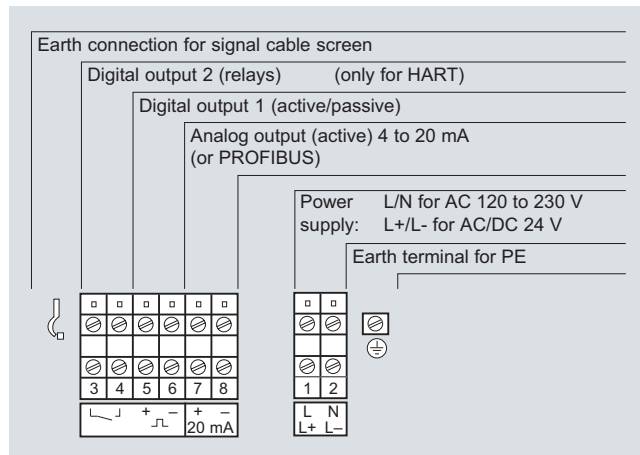 Earth connection for signal cable screen
Digital output 2 (relays) (only for HART)
Digital output 1 (active/passive)
Analog output (active) 4 to 20 mA
(or PROFIBUS)
Power L/N for AC 120 to 230 V
supply: L+/L- for AC/DC 24 V
Earth terminal for PE
3 4 5 6 7 8 1 2
+ – + – L N
20 mA L+ L–